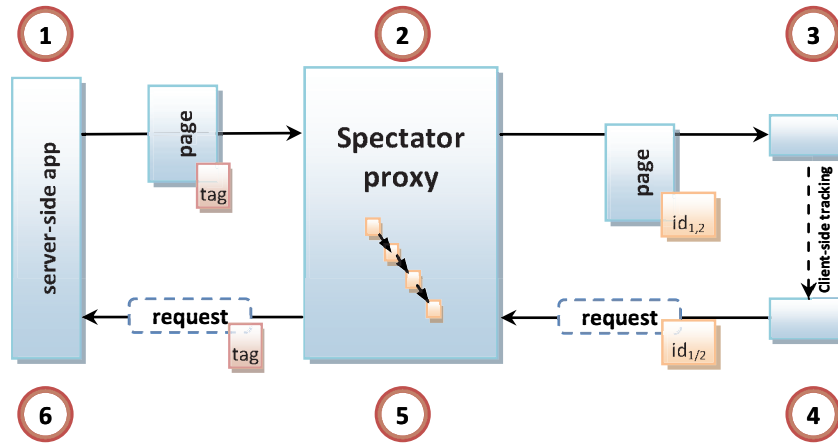 1
2
3
server-side app
page
tag
Spectator
proxy
page
id1,2
Client-side tracking
request
tag
request
id1/2
6
5
4